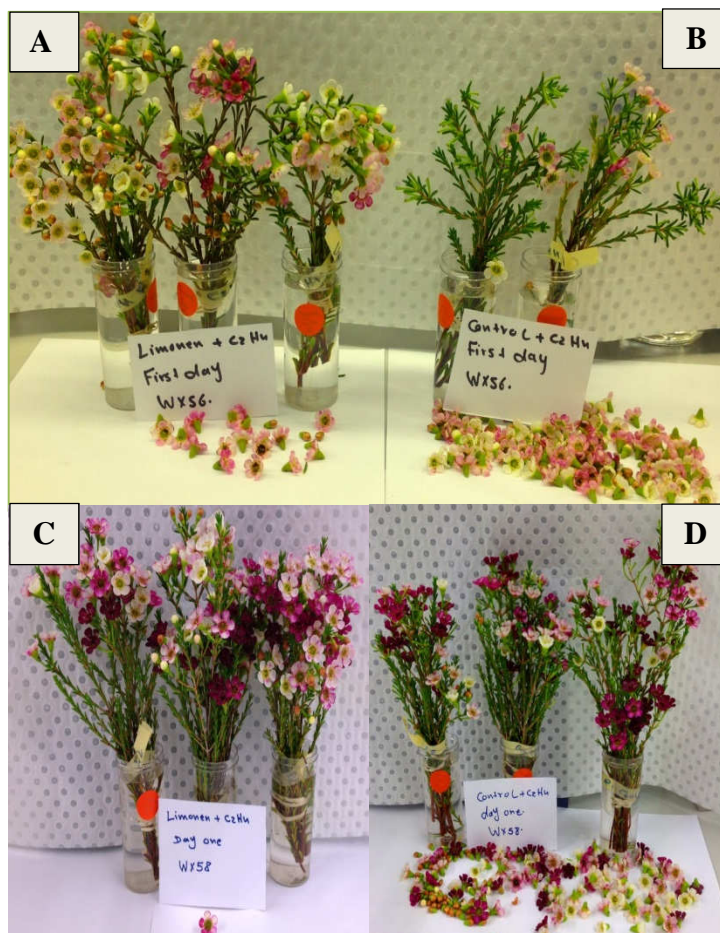 A
B
Limonen + C2H4
First day
WX56.
Control + C2H4
First day
WX56.
C
D
Limonen + C2H4
Day one
WX58
Control + C2H4
day one.
WX58.